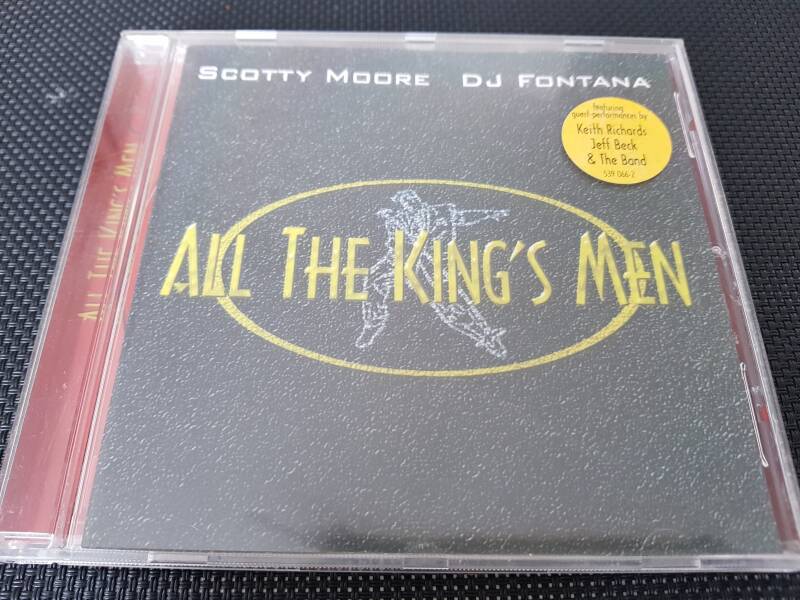 SCOTTY MOORE DJ FONTANA
featuring
guest performances by
Keith Richards
Jeff Beck
& The Band
539 066-2
ALL THE KING'S MEN
ALL THE KING'S MEN